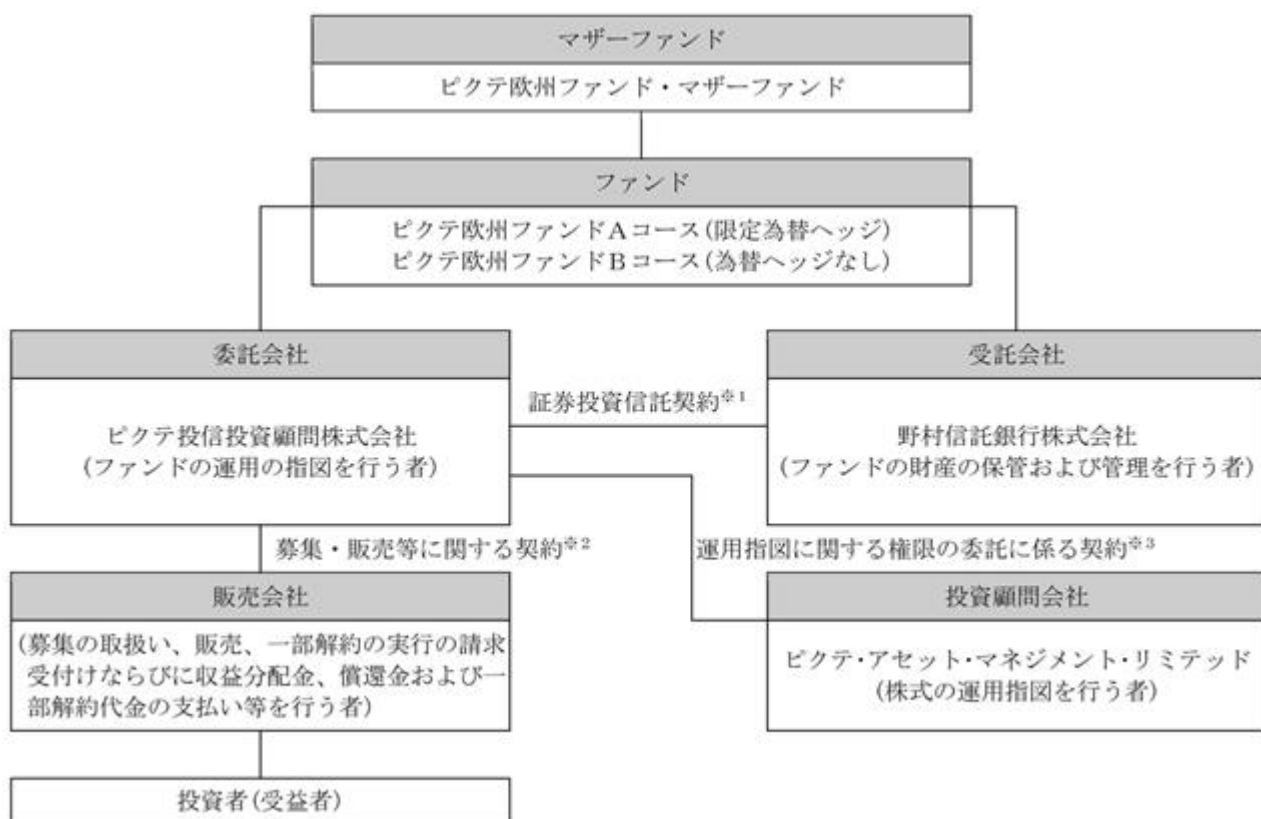 マザーファンド
ピクテ欧州ファンド・マザーファンド
ファンド
ピクテ欧州ファンドＡコース(限定為替ヘッジ)
ピクテ欧州ファンドＢコース(為替ヘッジなし)
委託会社
ピクテ投信投資顧問株式会社
(ファンドの運用の指図を行う者)
証券投資信託契約※1
受託会社
野村信託銀行株式会社
(ファンドの財産の保管および管理を行う者)
募集・販売等に関する契約※2
運用指図に関する権限の委託に係る契約※3
販売会社
(募集の取扱い、販売、一部解約の実行の請求
受付けならびに収益分配金、償還金および一
部解約代金の支払い等を行う者)
投資顧問会社
ピクテ･アセット･マネジメント･リミテッド
(株式の運用指図を行う者)
投資者(受益者)